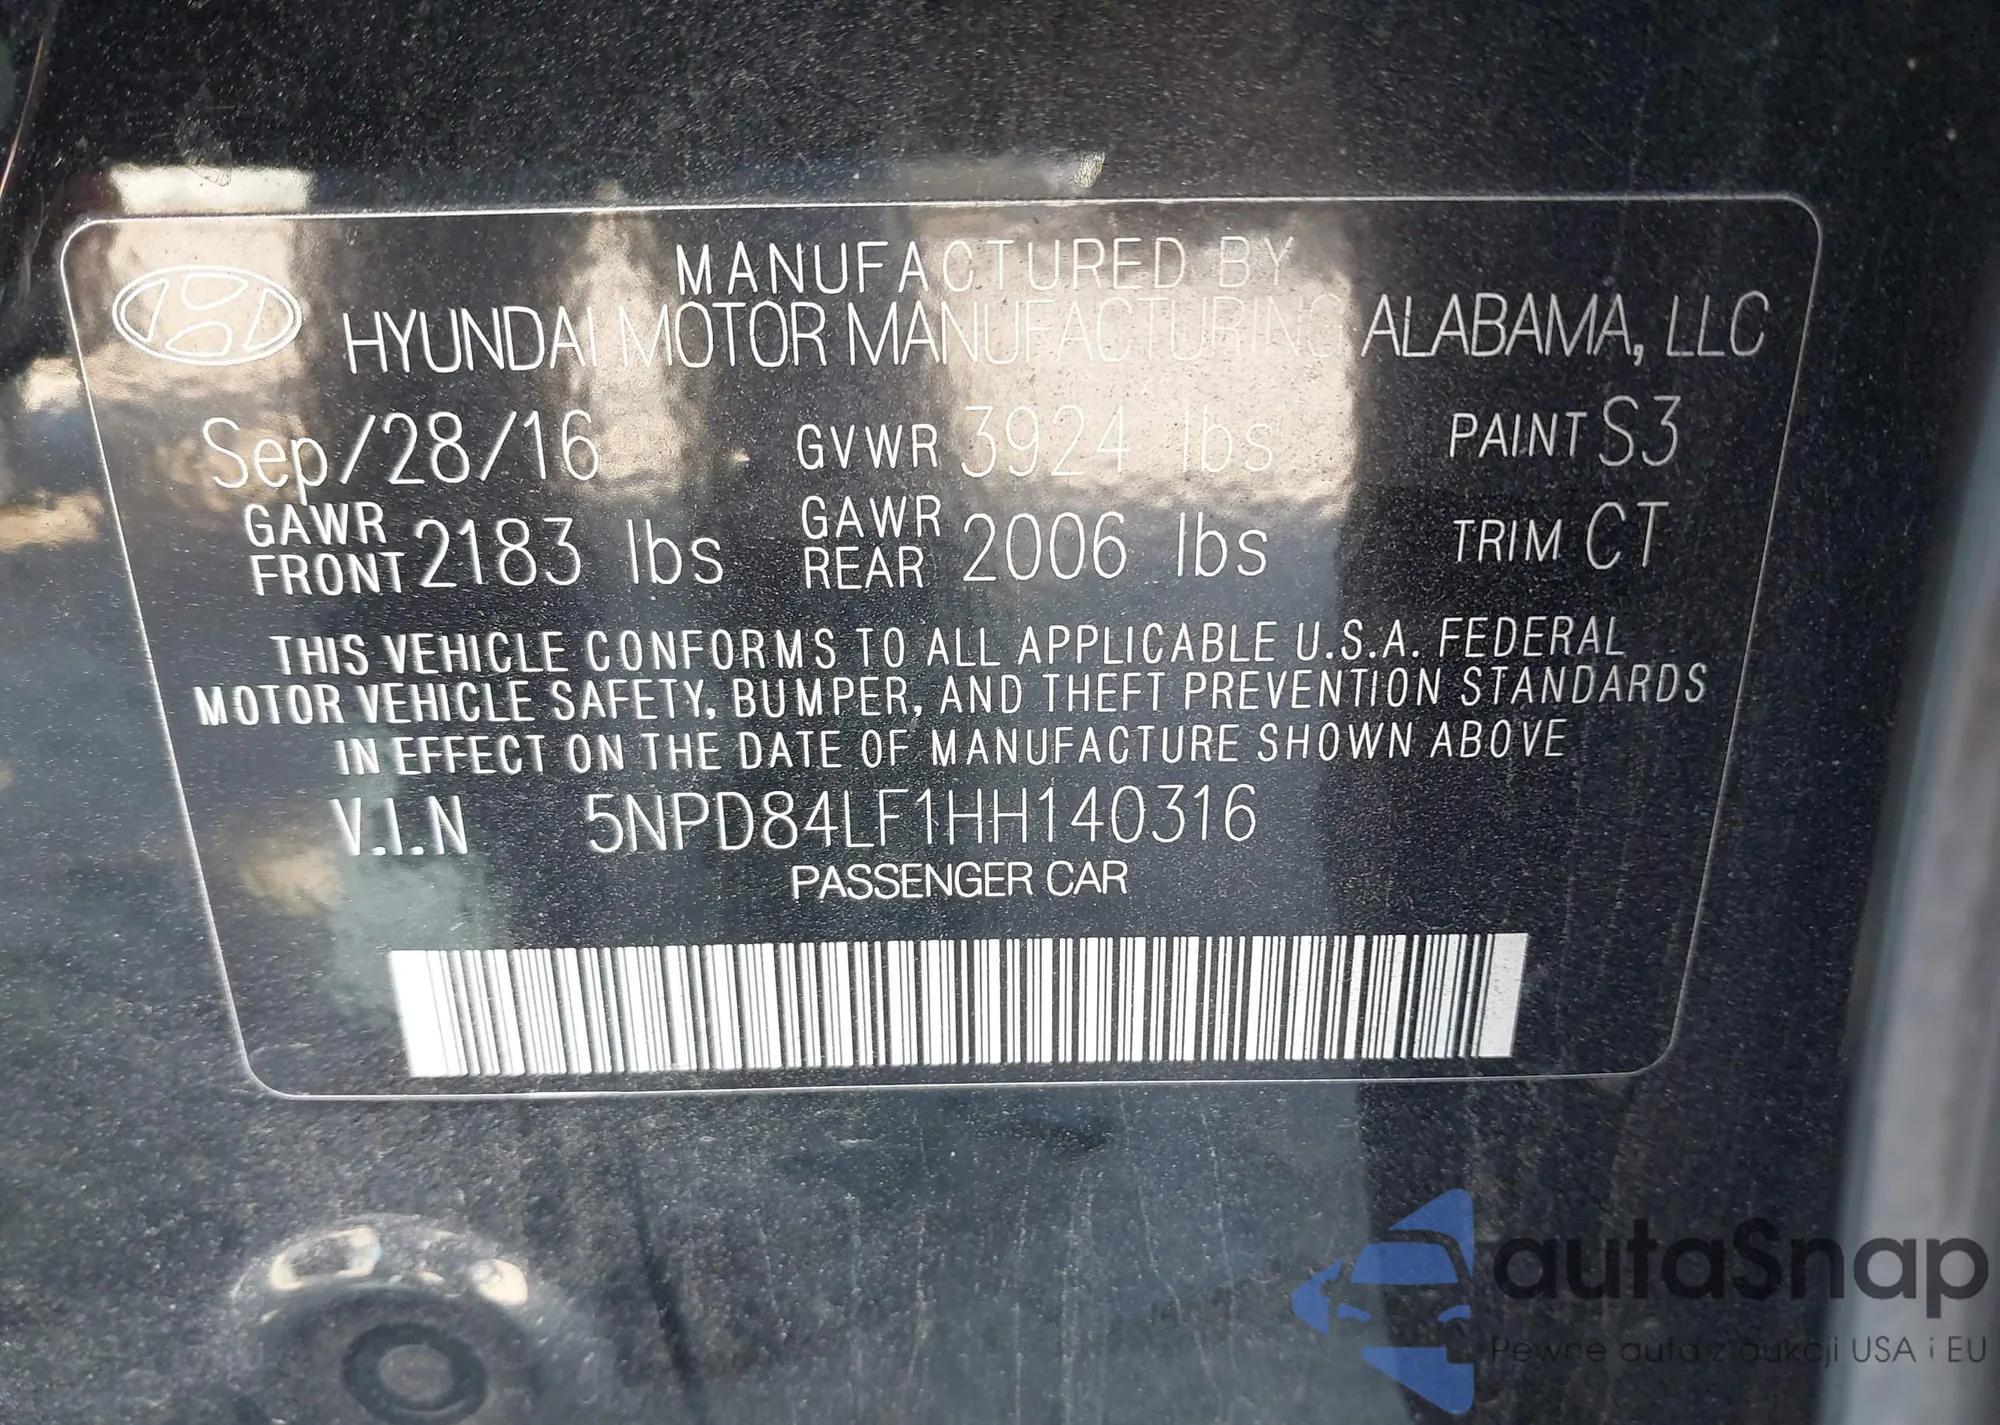 MANUFACTURED BY
HYUNDAI MOTOR MANUFACTURING ALABAMA, LLC
Sep/28/16 GVWR 3924 lbs PAINT S3
GAWR FRONT 2183 lbs GAWR REAR 2006 lbs TRIM CT
THIS VEHICLE CONFORMS TO ALL APPLICABLE U.S.A. FEDERAL
MOTOR VEHICLE SAFETY, BUMPER, AND THEFT PREVENTION STANDARDS
IN EFFECT ON THE DATE OF MANUFACTURE SHOWN ABOVE
V.I.N 5NPD84LF1HH140316
PASSENGER CAR
autaSnap
Pewne auta z aukcji USA i EU